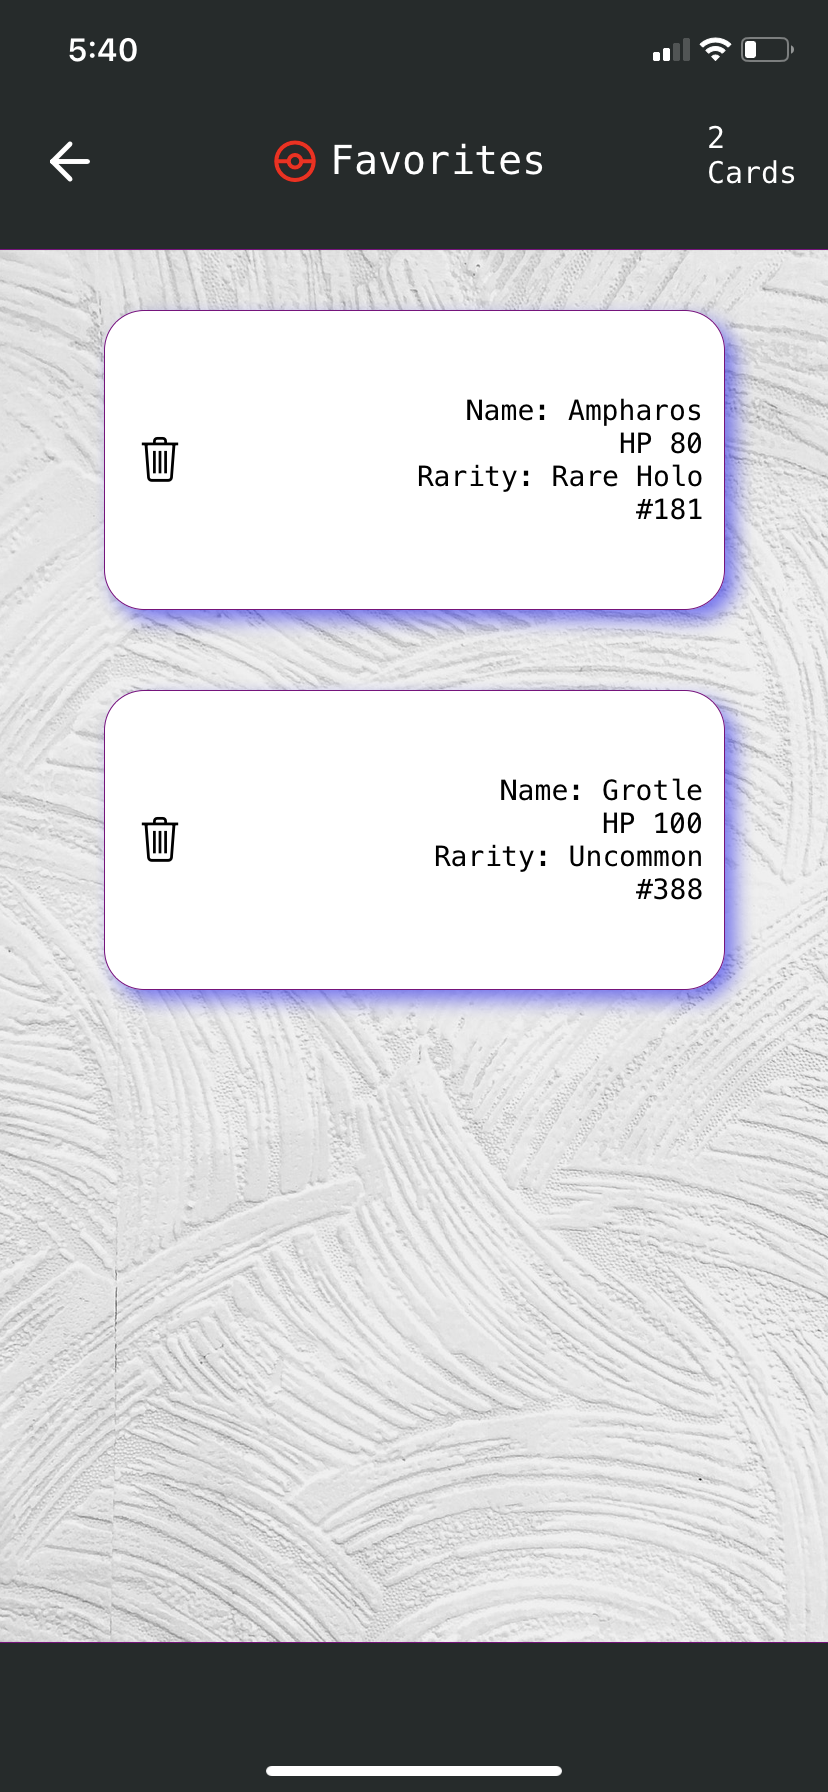 5:40
Favorites
2
Cards
Name: Ampharos
HP 80
Rarity: Rare Holo
#181
Name: Grotle
HP 100
Rarity: Uncommon
#388